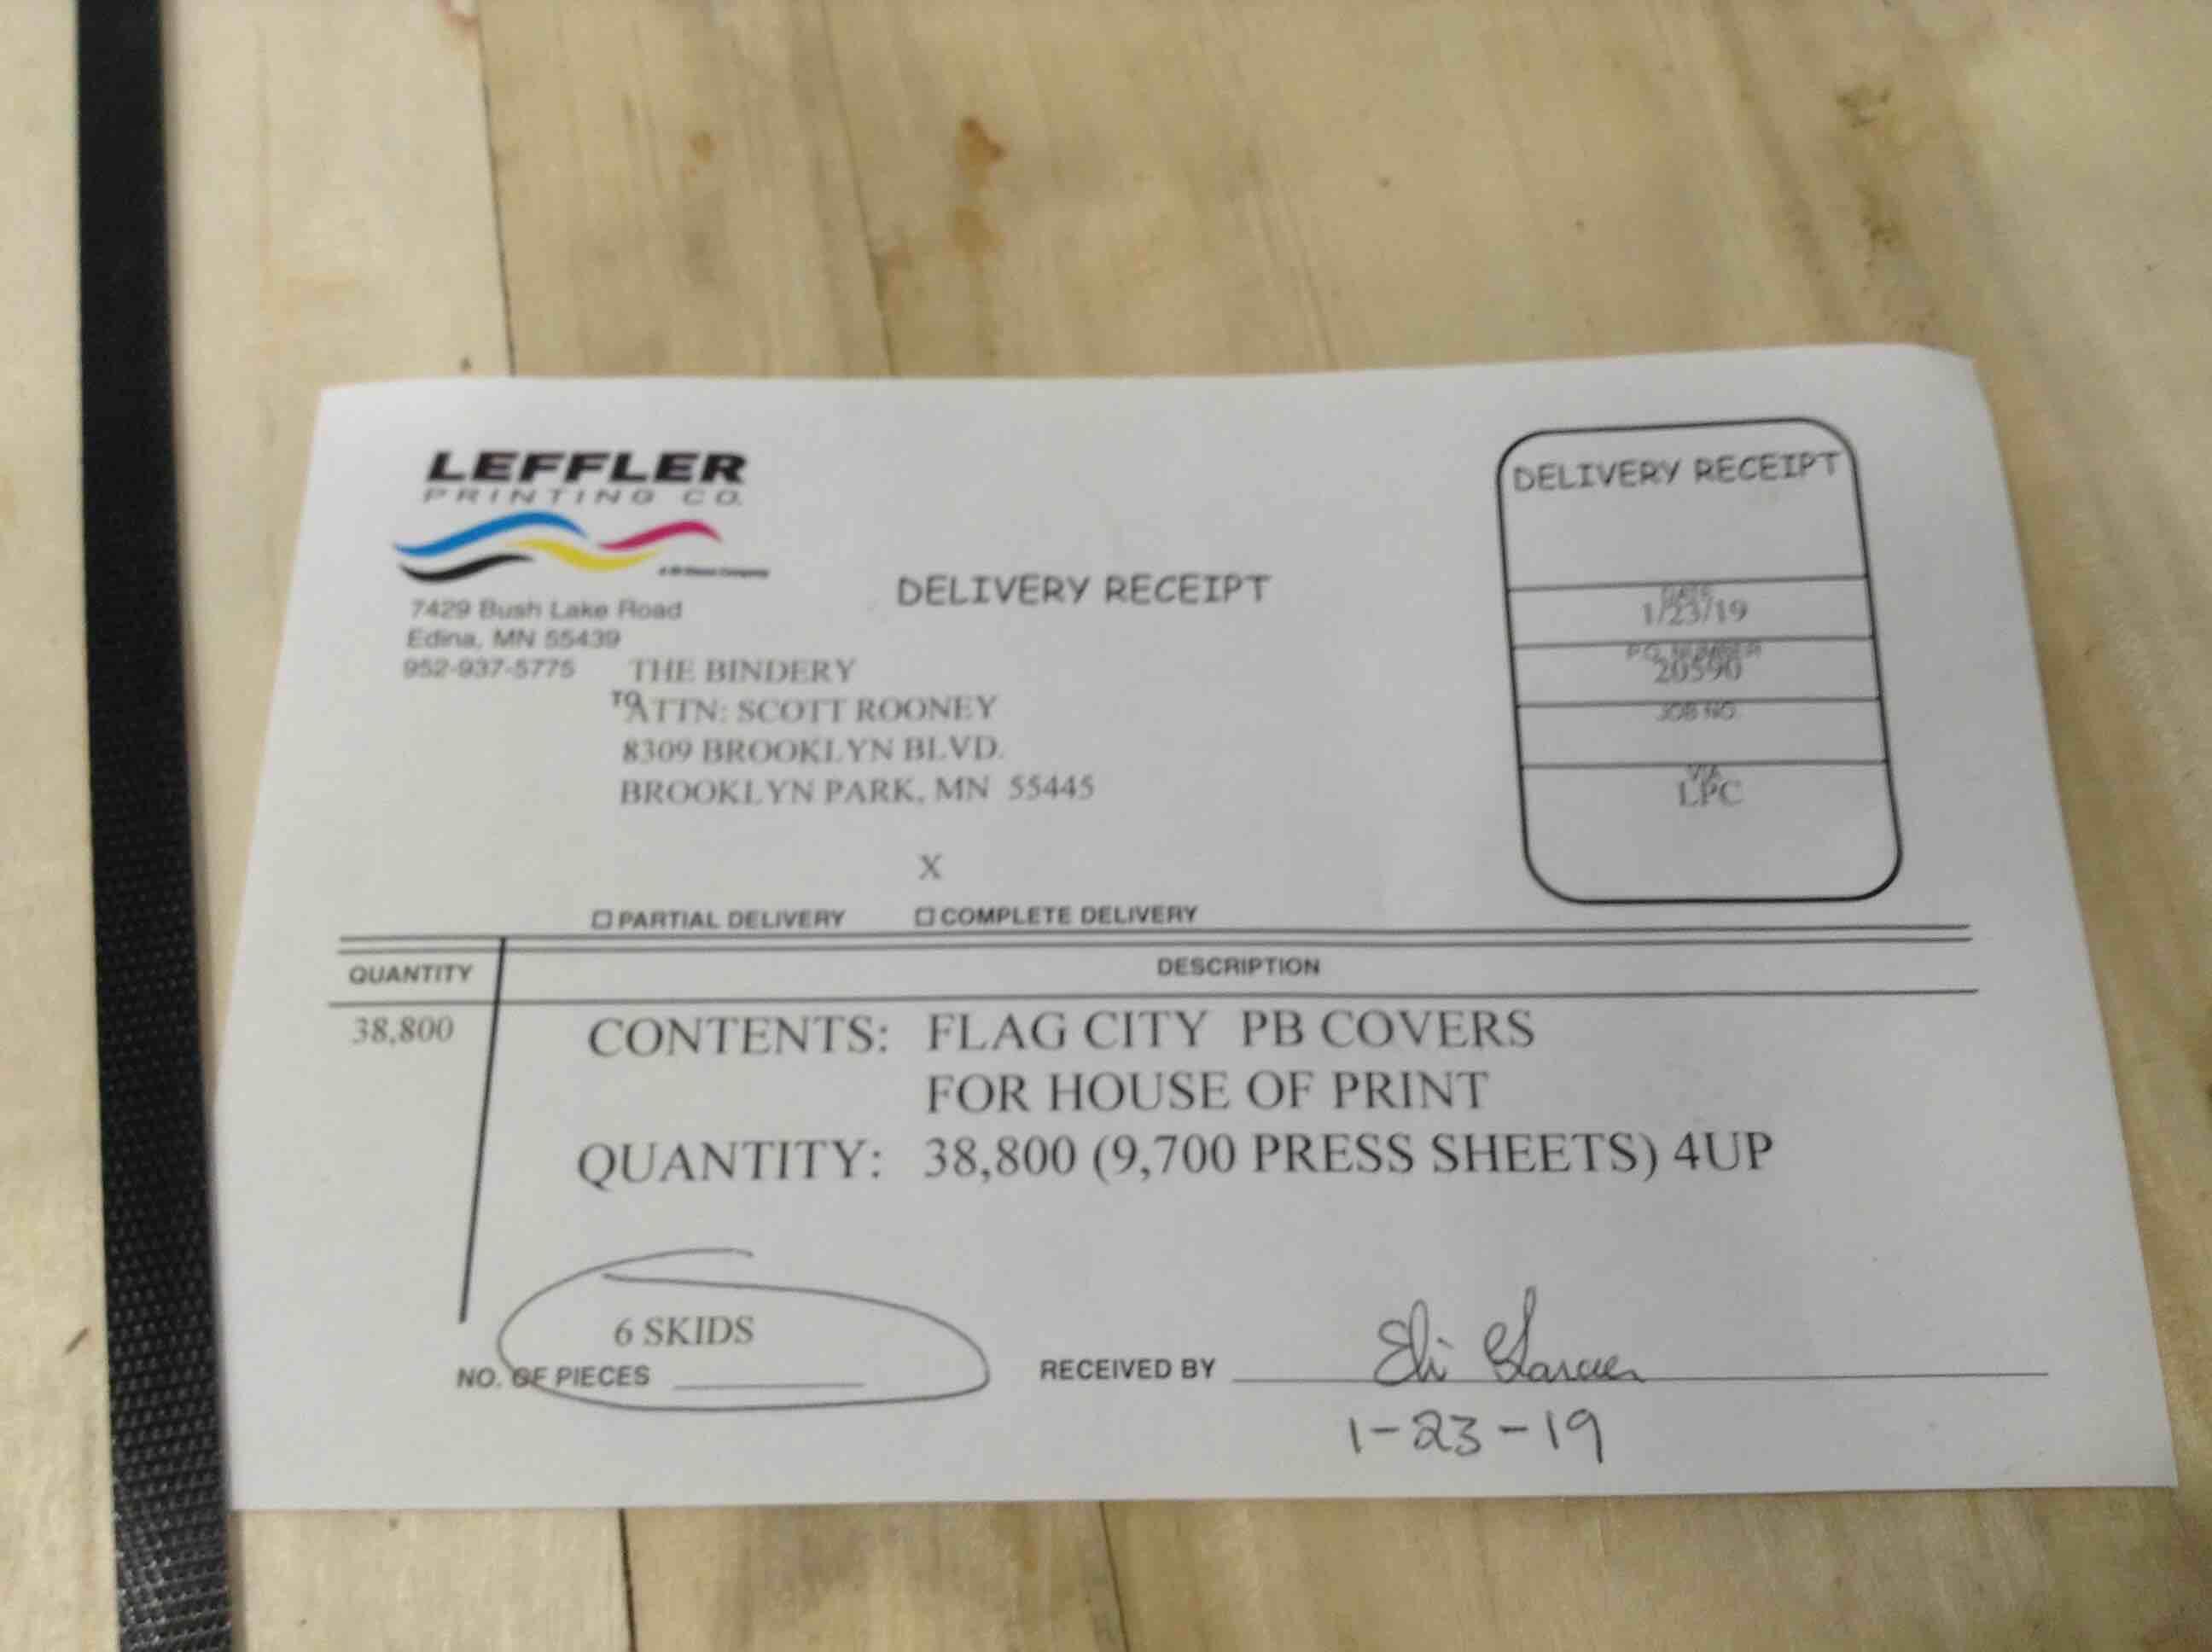 LEFFLER
PRINTING CO.
7429 Bush Lake Road
Edina, MN 55439
952-937-5775
DELIVERY RECEIPT
DELIVERY RECEIPT
DATE
1/23/19
P.O. NUMBER
20590
JOB NO.
VIA
LPC
THE BINDERY
TO
ATTN: SCOTT ROONEY
8309 BROOKLYN BLVD.
BROOKLYN PARK, MN 55445
X
☐ PARTIAL DELIVERY ☐ COMPLETE DELIVERY
QUANTITY DESCRIPTION
38,800 CONTENTS: FLAG CITY PB COVERS
FOR HOUSE OF PRINT
QUANTITY: 38,800 (9,700 PRESS SHEETS) 4UP
6 SKIDS
NO. OF PIECES
RECEIVED BY Eli
1-23-19